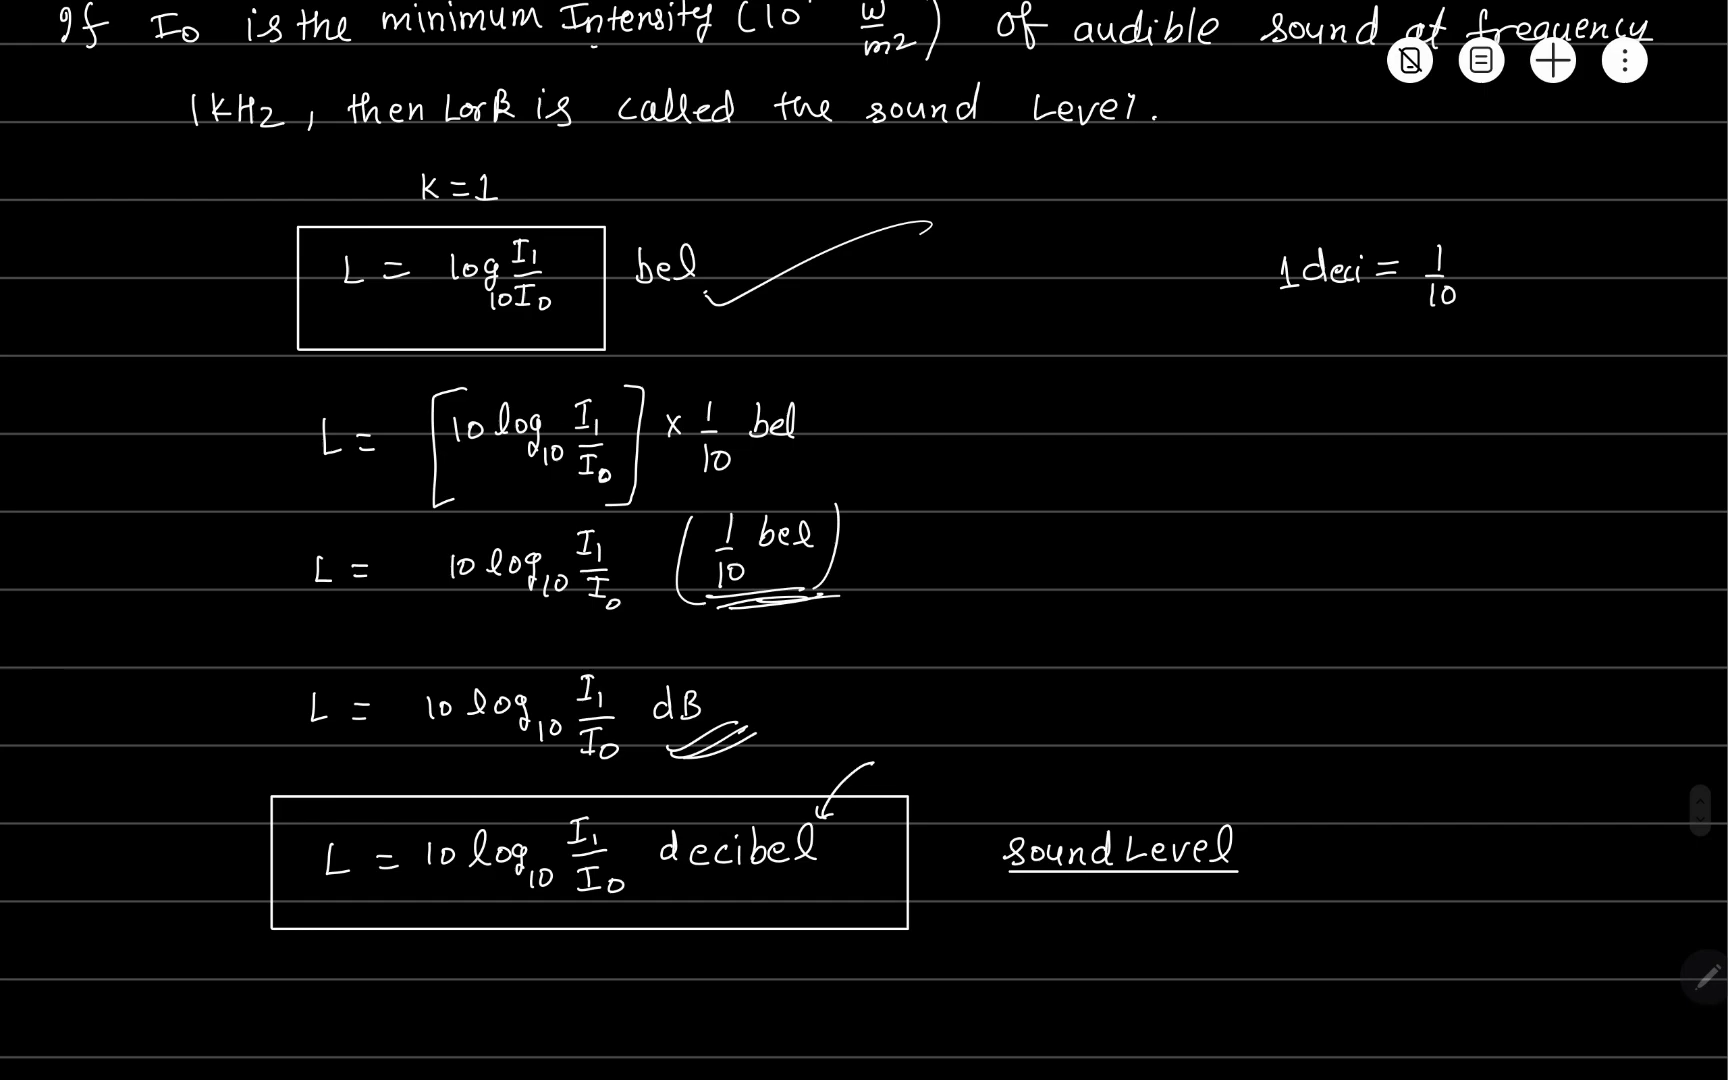 If I₀ is the minimum Intensity (10 w/m2) of audible sound at frequency
1kHz, then L or β is called the sound Level.
k=1
L = log₁₀ I₁/I₀ bel
1 deci = 1/10
L = [10 log₁₀ I₁/I₀] × 1/10 bel
L = 10 log₁₀ I₁/I₀ (1/10 bel)
L = 10 log₁₀ I₁/I₀ dB
L = 10 log₁₀ I₁/I₀ decibel
sound Level